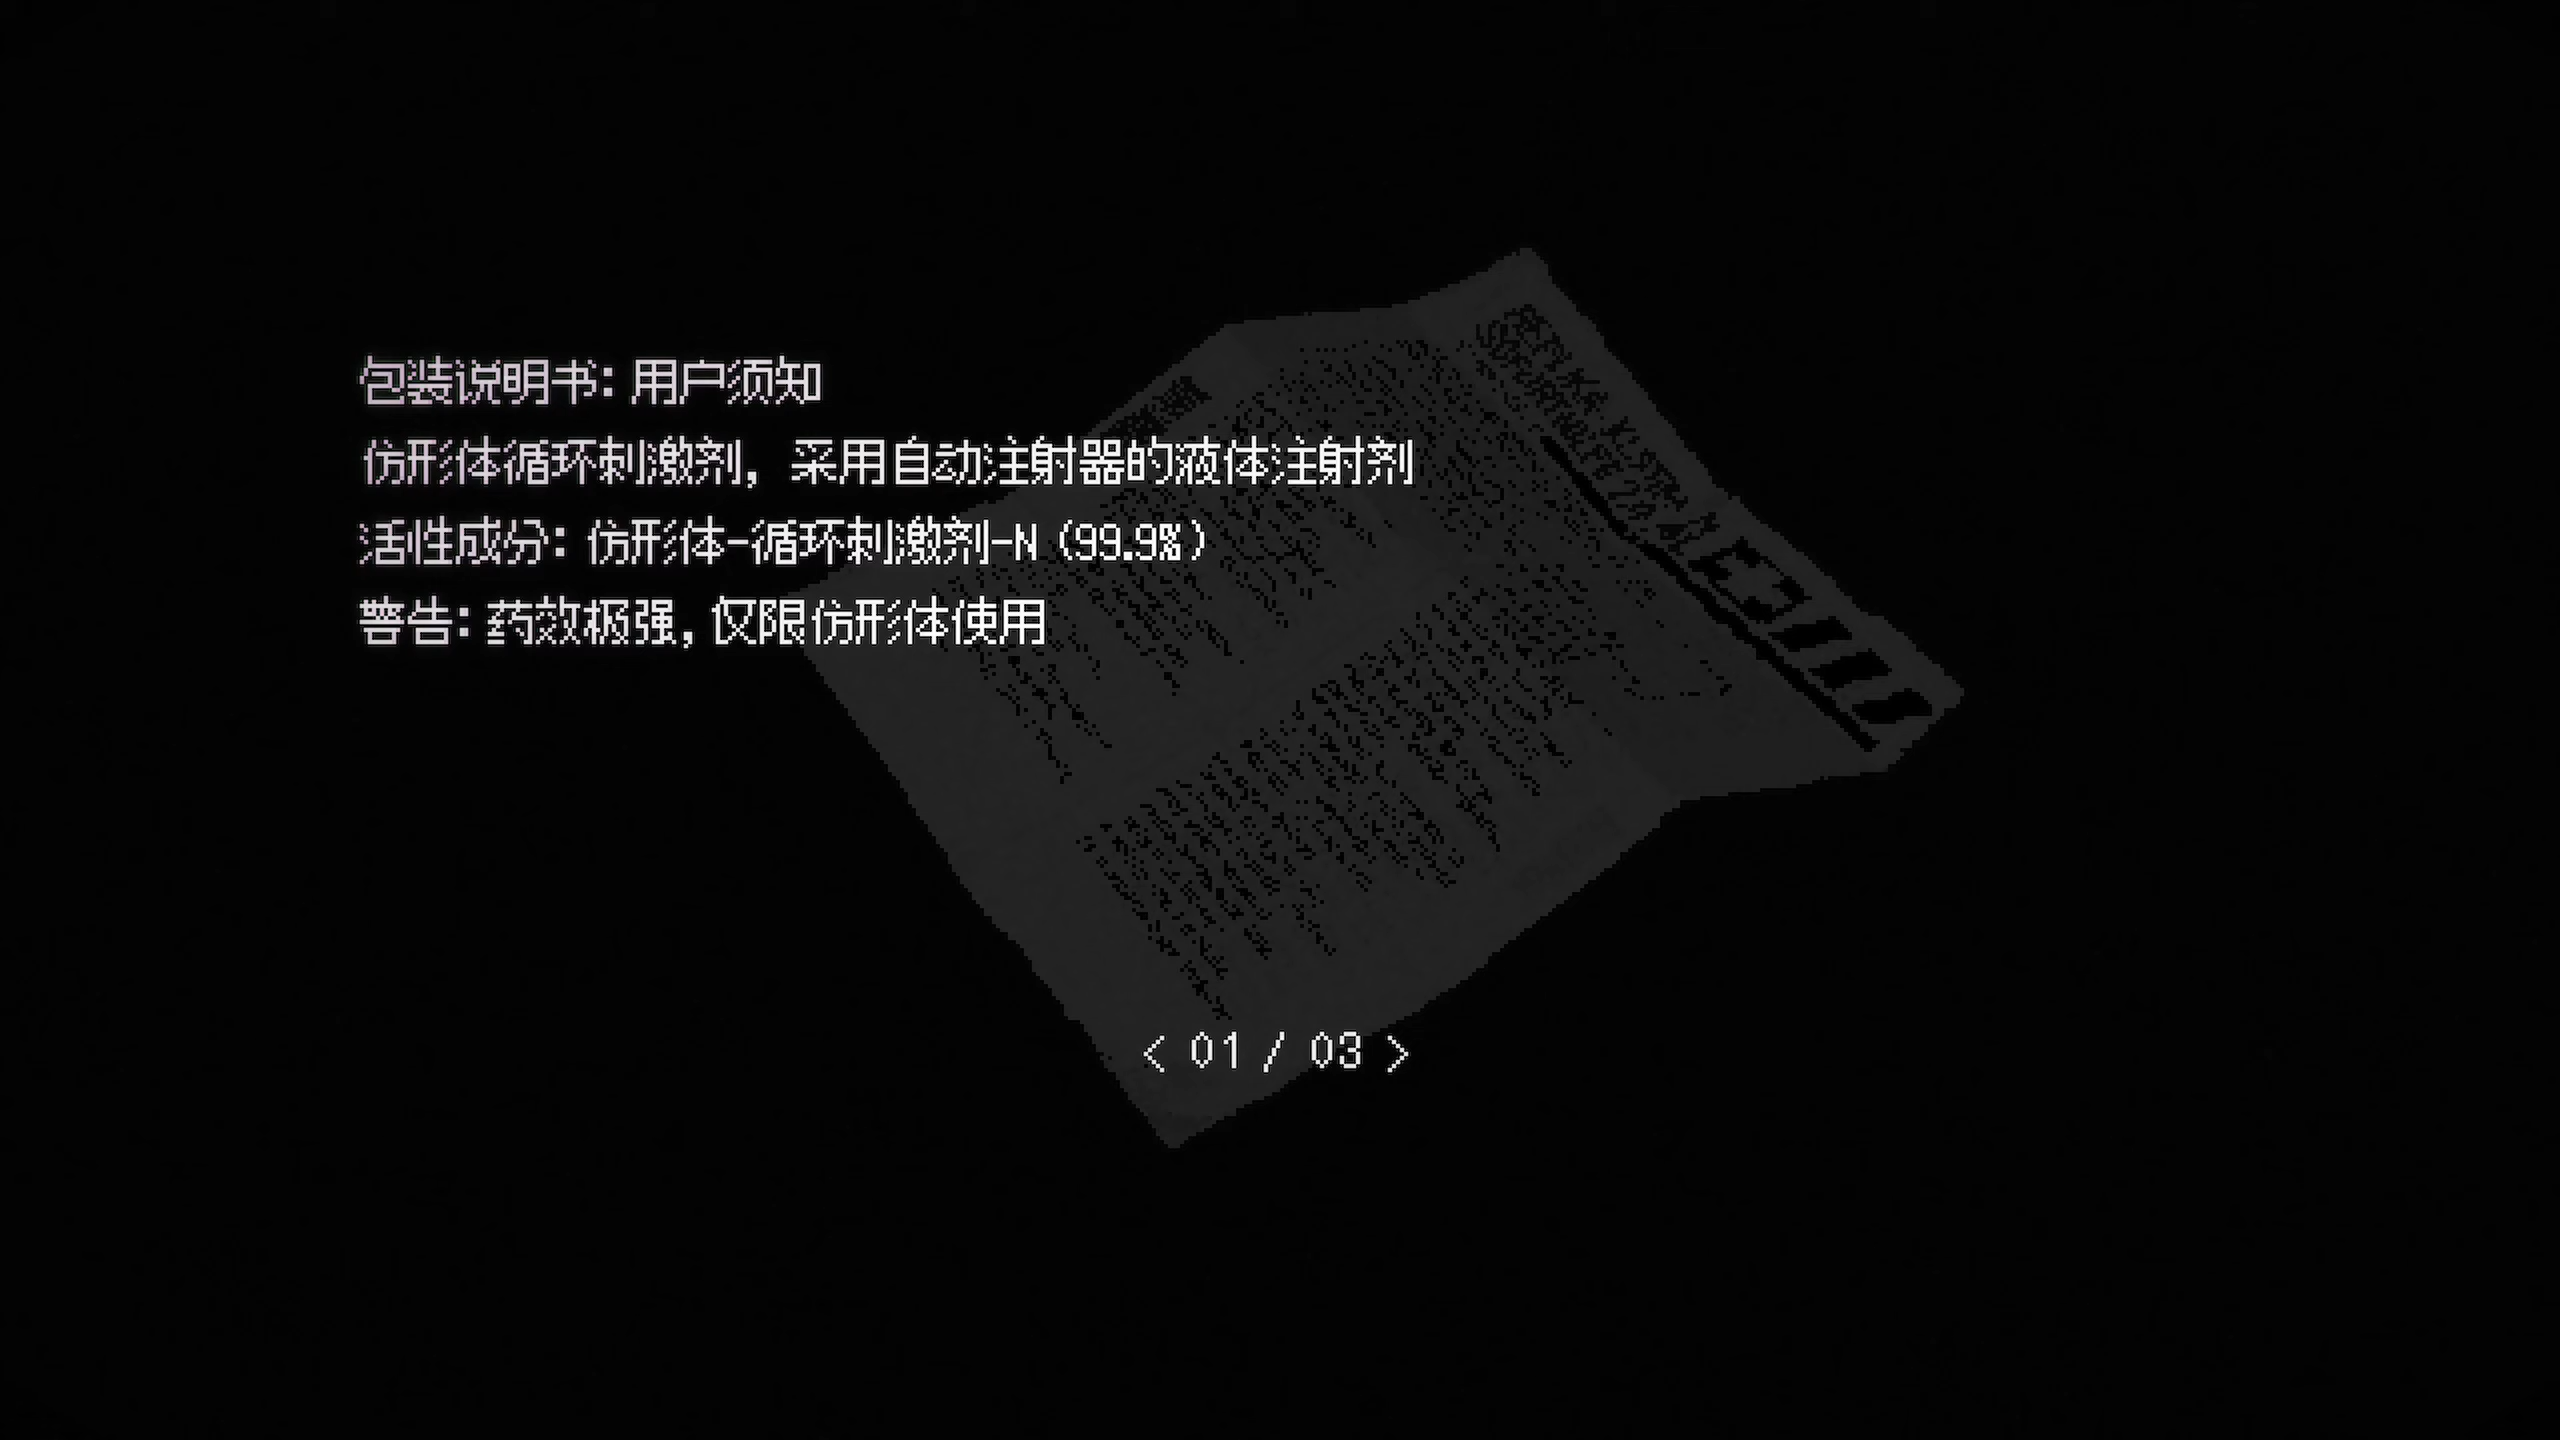 包装说明书：用户须知
仿形体循环刺激剂，采用自动注射器的液体注射剂
活性成分：仿形体-循环刺激剂-N (99.9%)
警告：药效极强，仅限仿形体使用
< 01 / 03 >